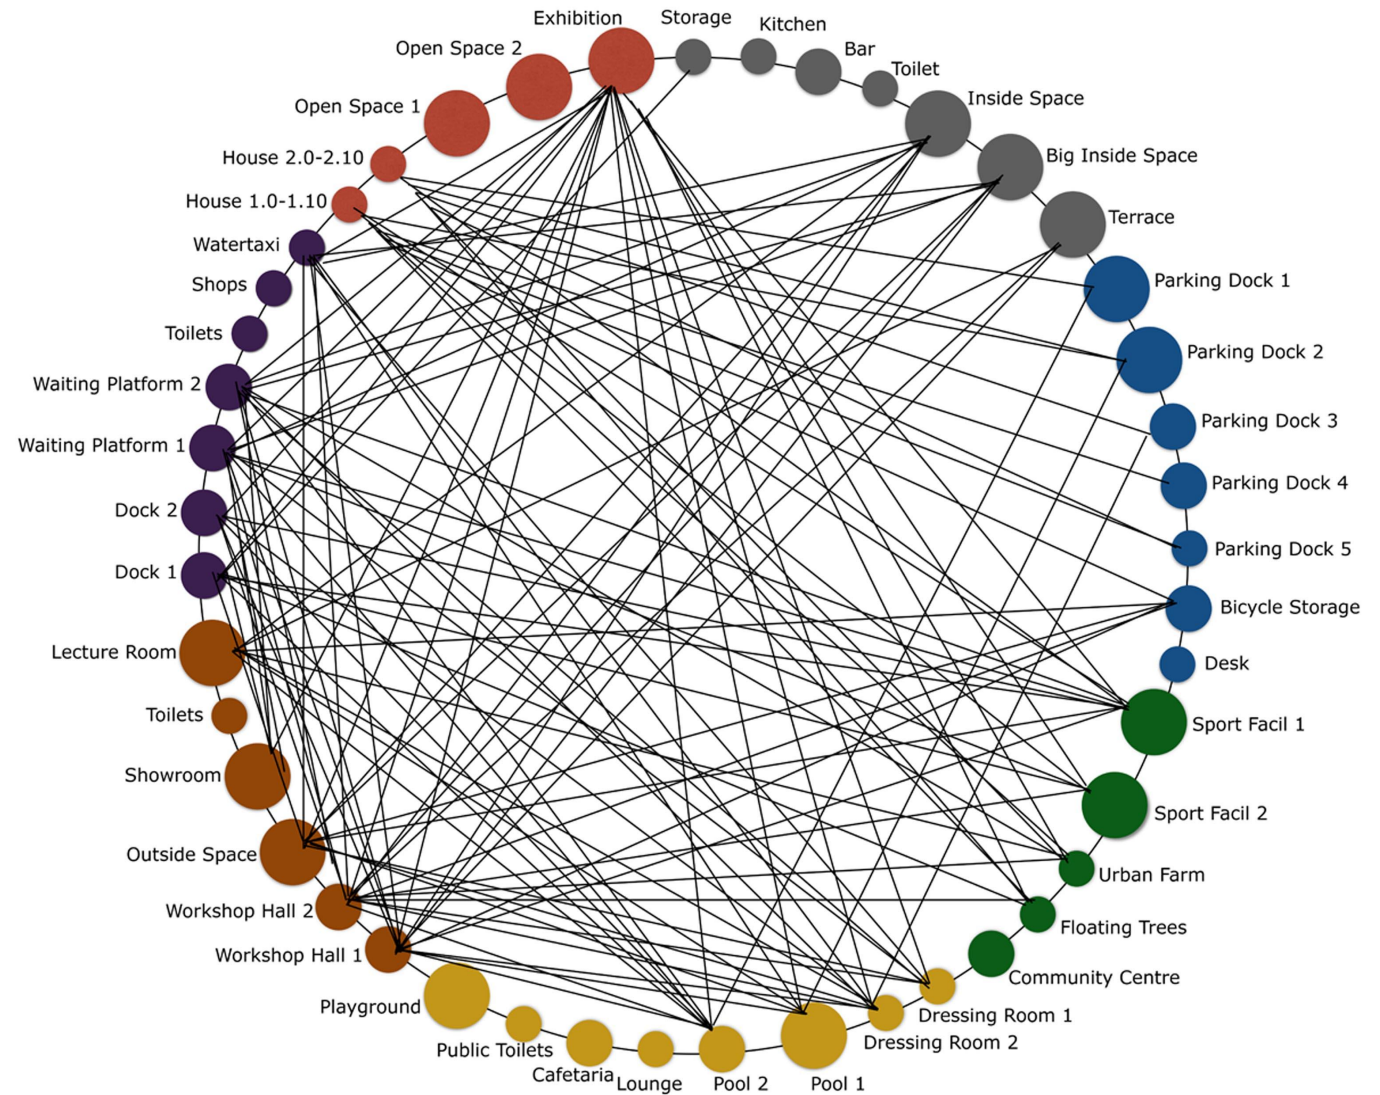 Exhibition
Storage
Kitchen
Bar
Toilet
Inside Space
Big Inside Space
Terrace
Parking Dock 1
Parking Dock 2
Parking Dock 3
Parking Dock 4
Parking Dock 5
Bicycle Storage
Desk
Sport Facil 1
Sport Facil 2
Urban Farm
Floating Trees
Community Centre
Dressing Room 1
Dressing Room 2
Pool 1
Pool 2
Lounge
Cafetaria
Public Toilets
Playground
Workshop Hall 1
Workshop Hall 2
Outside Space
Showroom
Toilets
Lecture Room
Dock 1
Dock 2
Waiting Platform 1
Waiting Platform 2
Toilets
Shops
Watertaxi
House 1.0-1.10
House 2.0-2.10
Open Space 1
Open Space 2